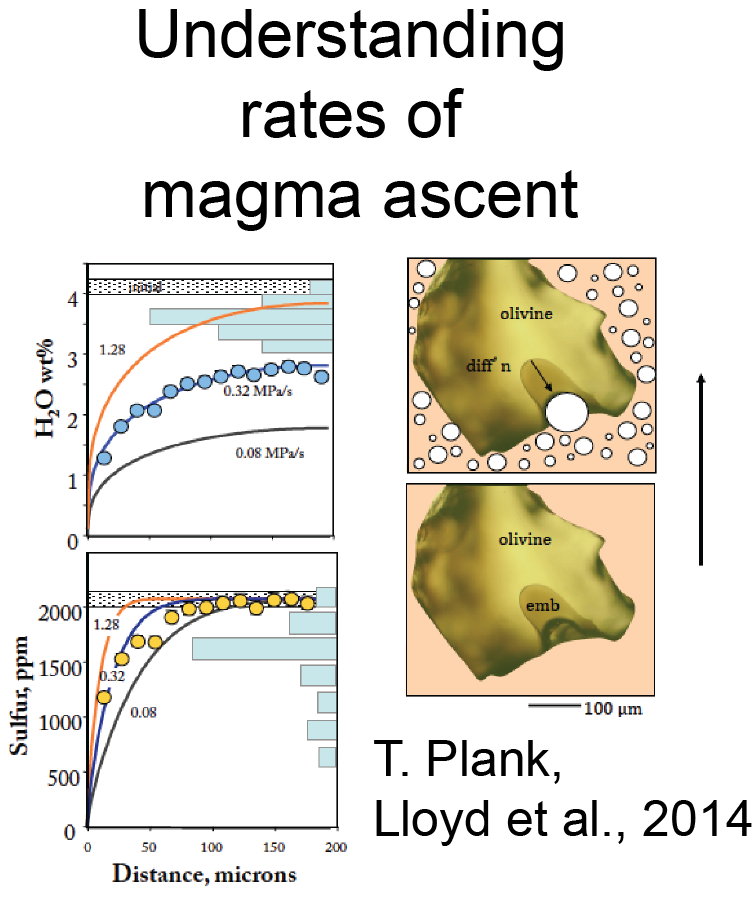 Understanding
rates of
magma ascent
H₂O wt%
4
3
2
1
0
initial
1.28
0.32 MPa/s
0.08 MPa/s
olivine
diff'n
olivine
emb
100 µm
Sulfur, ppm
2000
1500
1000
500
0
1.28
0.32
0.08
0
50
100
150
200
Distance, microns
T. Plank,
Lloyd et al., 2014